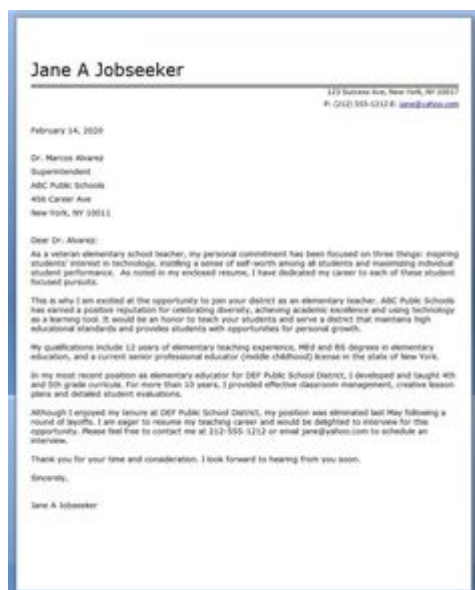 Jane A Jobseeker
123 Success Ave, New York, NY 10017
P: (212) 555-1212 E: jane@yahoo.com
February 14, 2020
Dr. Marcos Alvarez
Superintendent
ABC Public Schools
456 Career Ave
New York, NY 10011
Dear Dr. Alvarez:
As a veteran elementary school teacher, my personal commitment has been focused on three things: inspiring
students' interest in technology, instilling a sense of self-worth among all students and maximizing individual
student performance. As noted in my enclosed resume, I have dedicated my career to each of these student
focused pursuits.
This is why I am excited at the opportunity to join your district as an elementary teacher. ABC Public Schools
has earned a positive reputation for celebrating diversity, achieving academic excellence and using technology
as a learning tool. It would be an honor to teach your students and serve a district that maintains high
educational standards and provides students with opportunities for personal growth.
My qualifications include 12 years of elementary teaching experience, MEd and BS degrees in elementary
education, and a current senior professional educator (middle childhood) license in the state of New York.
In my most recent position as elementary educator for DEF Public School District, I developed and taught 4th
and 5th grade curricula. For more than 10 years, I provided effective classroom management, creative lesson
plans and detailed student evaluations.
Although I enjoyed my tenure at DEF Public School District, my position was eliminated last May following a
round of layoffs. I am eager to resume my teaching career and would be delighted to interview for this
opportunity. Please feel free to contact me at 212-555-1212 or email jane@yahoo.com to schedule an
interview.
Thank you for your time and consideration. I look forward to hearing from you soon.
Sincerely,
Jane A Jobseeker